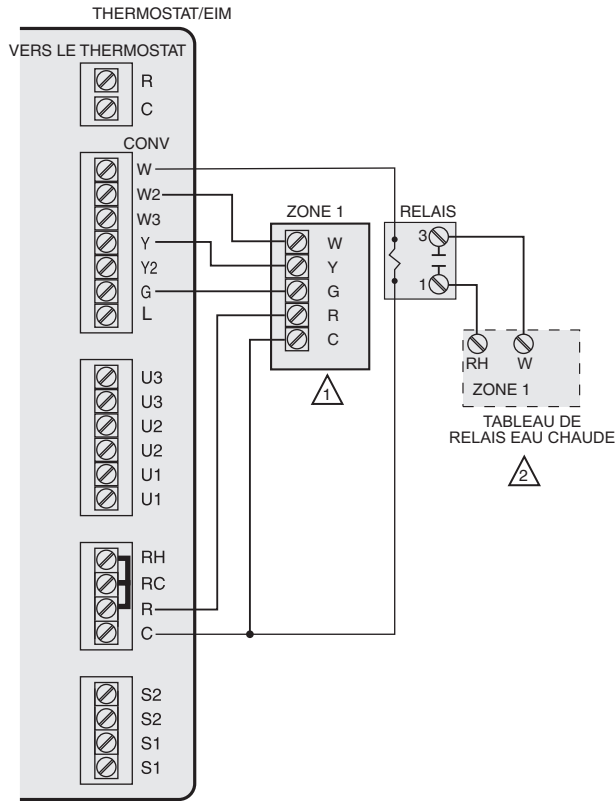 THERMOSTAT/EIM
VERS LE THERMOSTAT
R
C
CONV
W
W2
W3
Y
Y2
G
L
U3
U3
U2
U2
U1
U1
RH
RC
R
C
S2
S2
S1
S1
ZONE 1
W
Y
G
R
C
1
RELAIS
3
1
RH W
ZONE 1
TABLEAU DE
RELAIS EAU CHAUDE
2